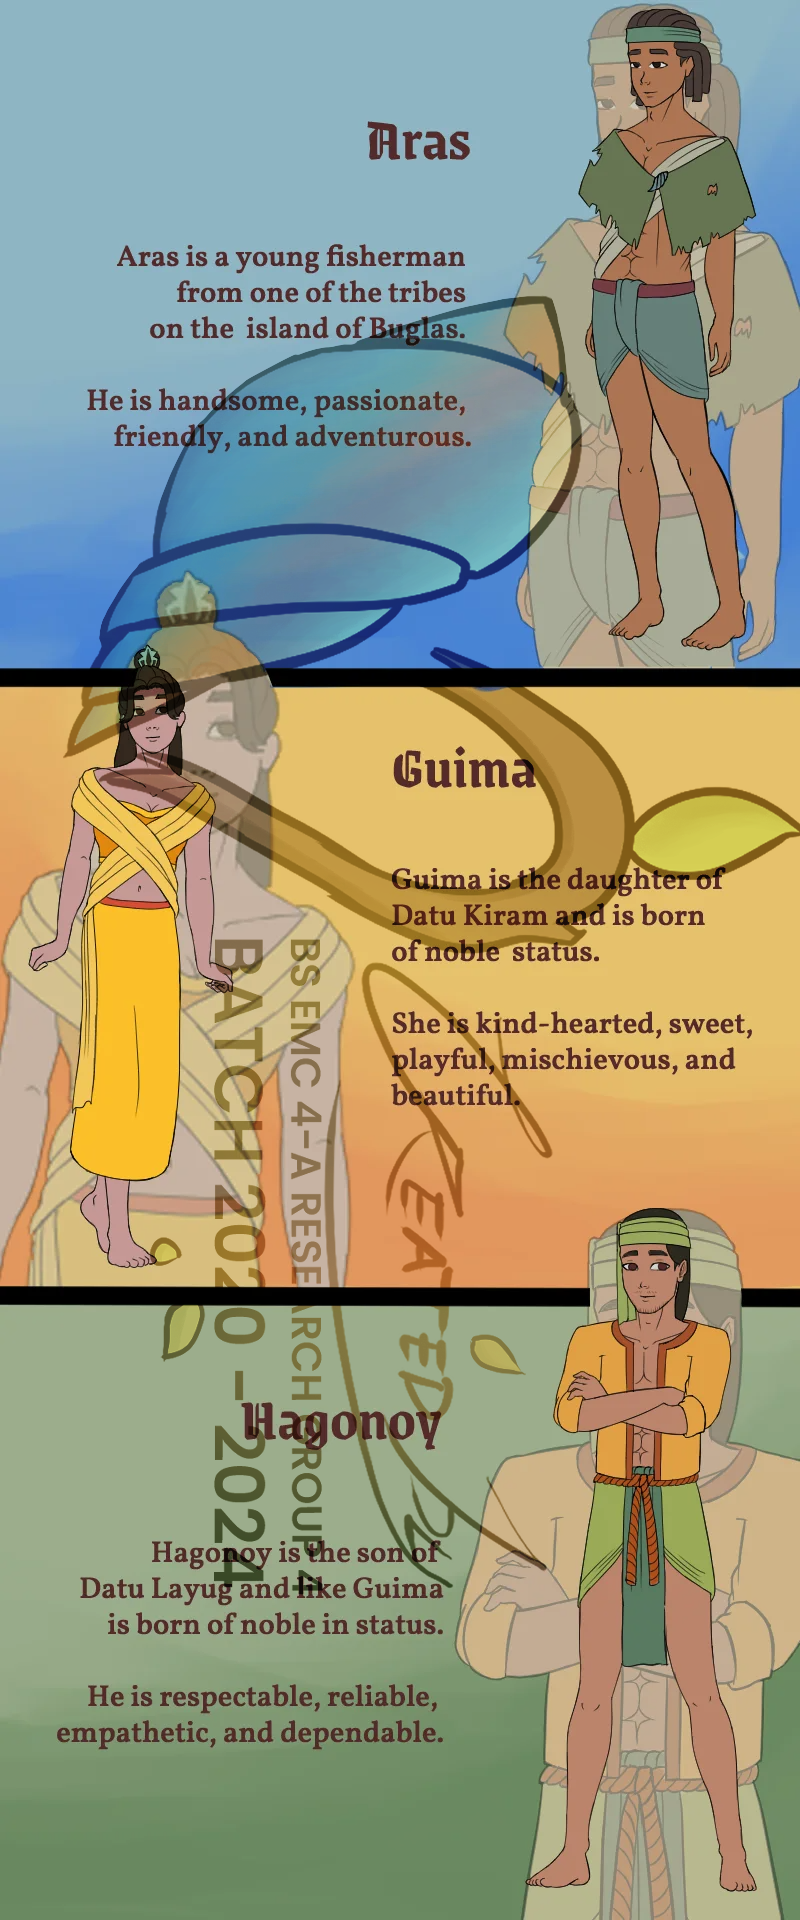 Aras
Aras is a young fisherman
from one of the tribes
on the island of Buglas.
He is handsome, passionate,
friendly, and adventurous.
Guima
Guima is the daughter of
Datu Kiram and is born
of noble status.
She is kind-hearted, sweet,
playful, mischievous, and
beautiful.
CREATED
By
BS EMC 4-A RESEARCH GROUP 4
BATCH 2020 - 2024
Hagonoy
Hagonoy is the son of
Datu Layug and like Guima
is born of noble in status.
He is respectable, reliable,
empathetic, and dependable.